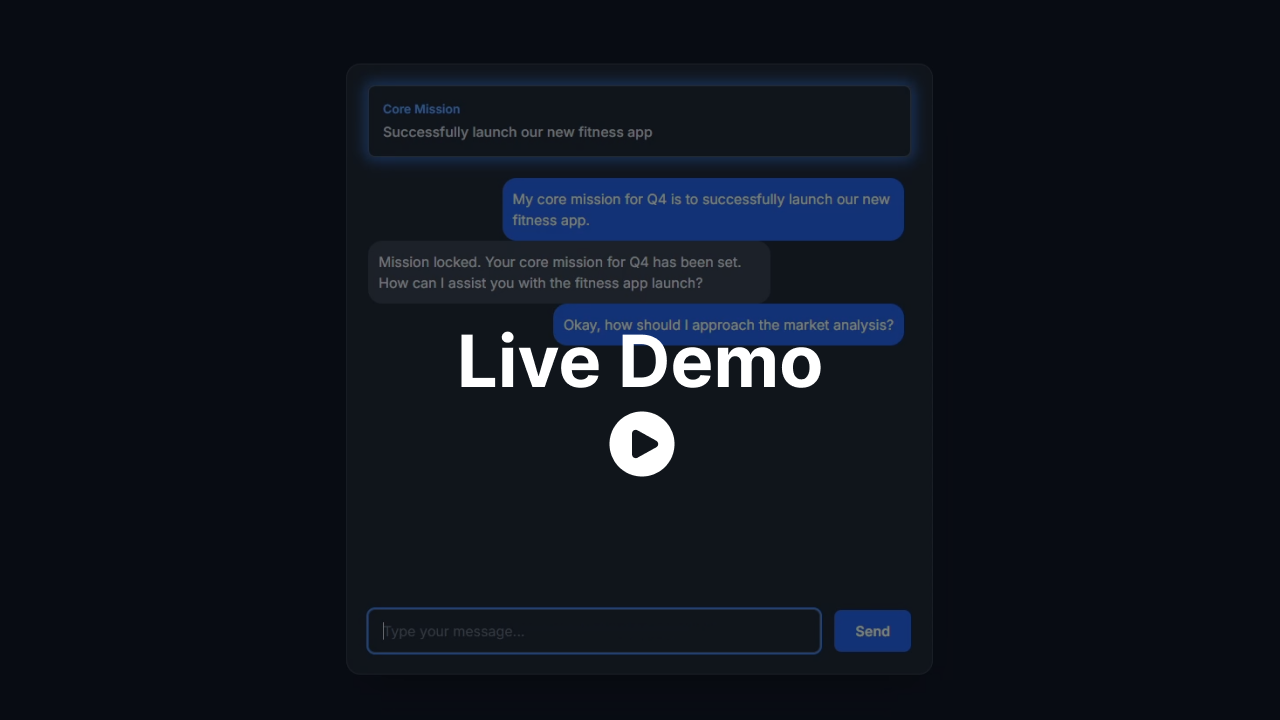 Core Mission
Successfully launch our new fitness app
My core mission for Q4 is to successfully launch our new
fitness app.
Mission locked. Your core mission for Q4 has been set.
How can I assist you with the fitness app launch?
Okay, how should I approach the market analysis?
Live Demo
Type your message...
Send